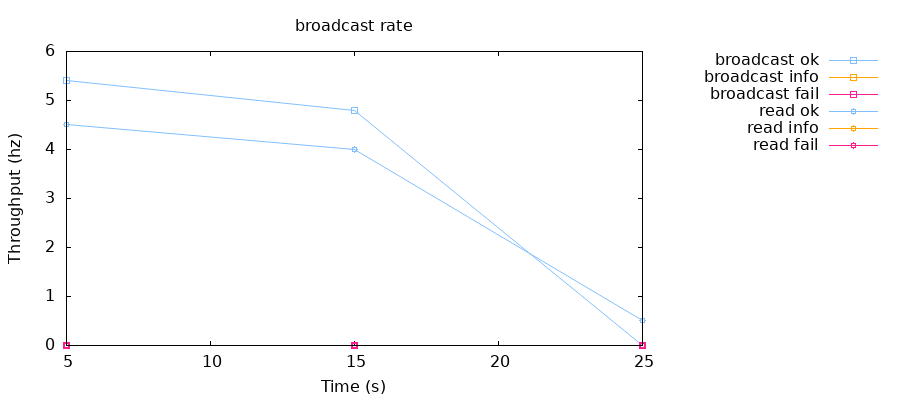 broadcast rate
6
5
4
3
2
1
0
Throughput (hz)
5 10 15 20 25
Time (s)
broadcast ok
broadcast info
broadcast fail
read ok
read info
read fail